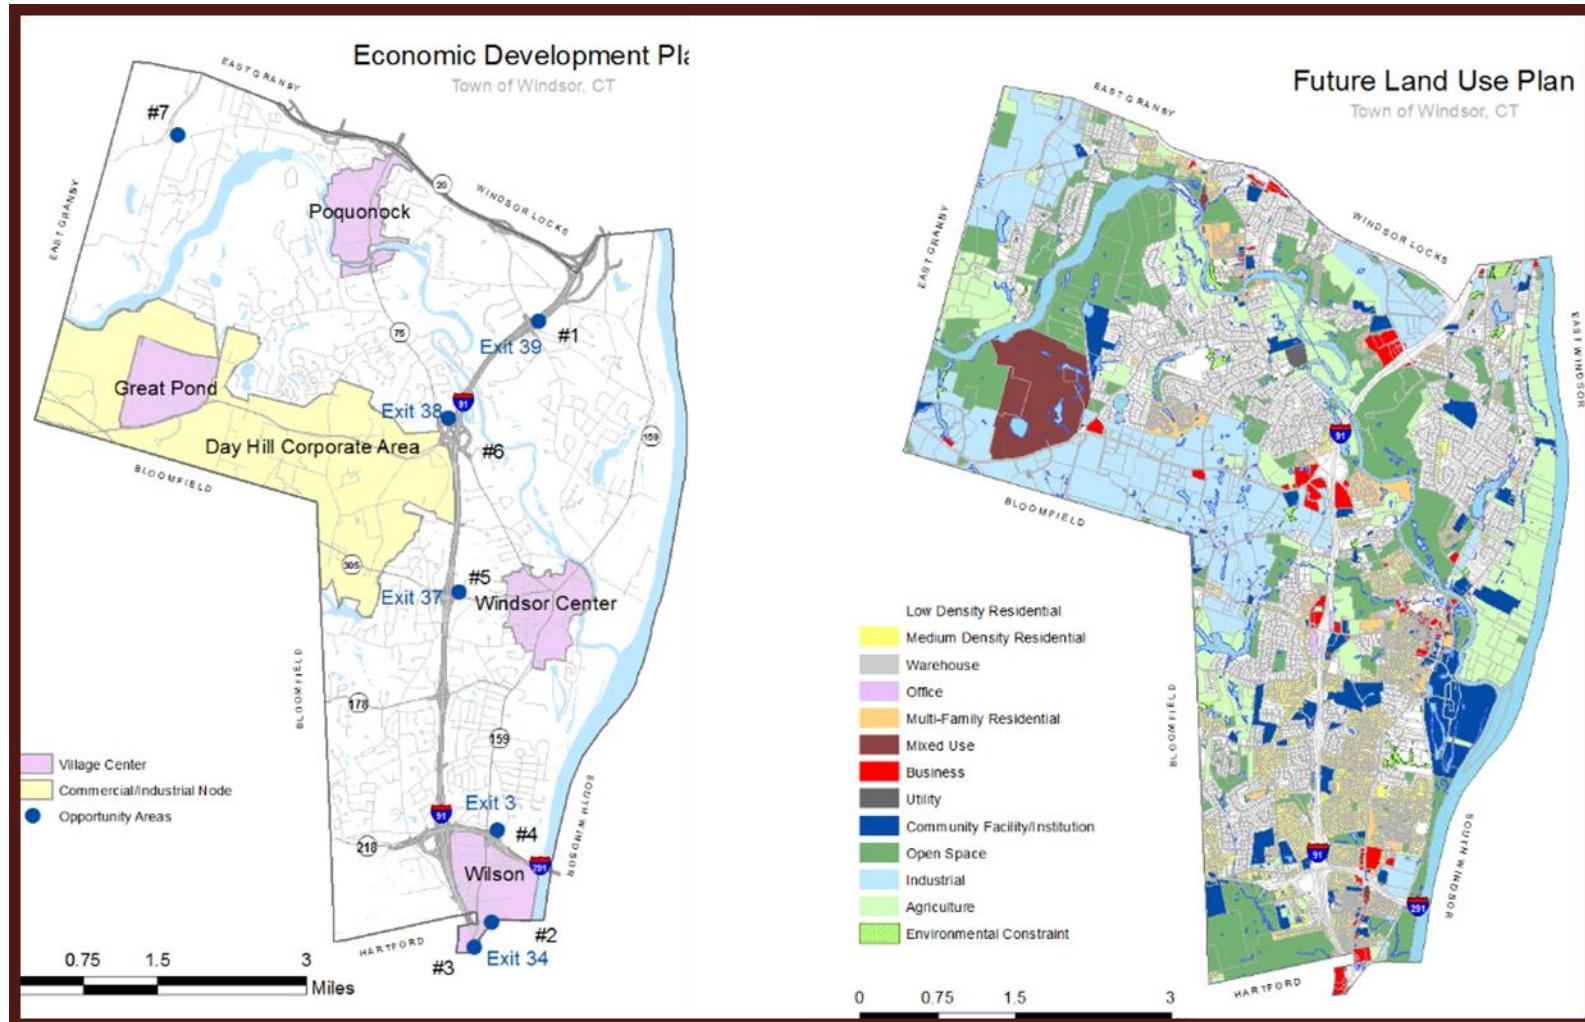 Economic Development Pla
Town of Windsor, CT
EAST GRANBY
#7
EAST GRANBY
20
WINDSOR LOCKS
Poquonock
75
#1
Exit 39
Great Pond
91
Exit 38
Day Hill Corporate Area
#6
159
BLOOMFIELD
305
#5
Exit 37
Windsor Center
BLOOMFIELD
178
159
Village Center
Commercial/Industrial Node
Opportunity Areas
SOUTH WINDSOR
Exit 3
91
#4
218
291
Wilson
#2
HARTFORD
#3
Exit 34
0.75 1.5 3
Miles
Future Land Use Plan
Town of Windsor, CT
EAST GRANBY
EAST GRANBY
WINDSOR LOCKS
EAST WINDSOR
91
BLOOMFIELD
Low Density Residential
Medium Density Residential
Warehouse
Office
Multi-Family Residential
Mixed Use
Business
Utility
Community Facility/Institution
Open Space
Industrial
Agriculture
Environmental Constraint
BLOOMFIELD
SOUTH WINDSOR
91
291
HARTFORD
0 0.75 1.5 3